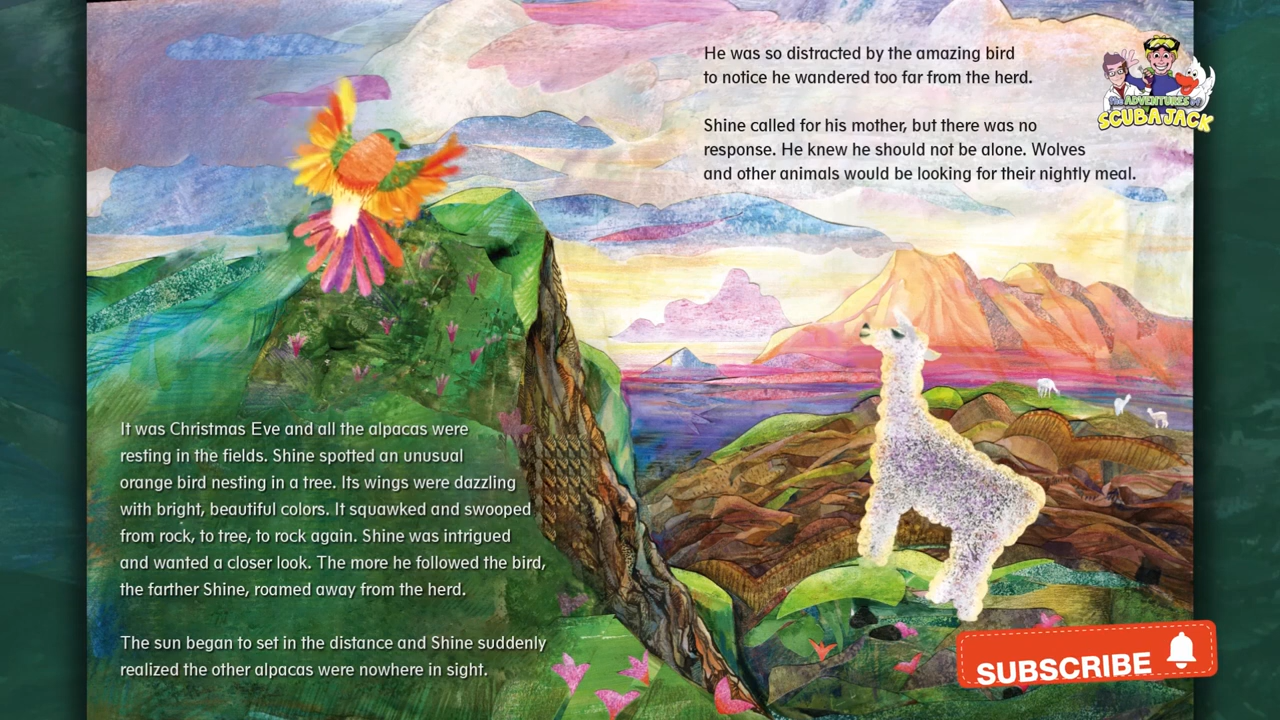 It was Christmas Eve and all the alpacas were
resting in the fields. Shine spotted an unusual
orange bird nesting in a tree. Its wings were dazzling
with bright, beautiful colors. It squawked and swooped
from rock, to tree, to rock again. Shine was intrigued
and wanted a closer look. The more he followed the bird,
the farther Shine, roamed away from the herd.
The sun began to set in the distance and Shine suddenly
realized the other alpacas were nowhere in sight.
He was so distracted by the amazing bird
to notice he wandered too far from the herd.
Shine called for his mother, but there was no
response. He knew he should not be alone. Wolves
and other animals would be looking for their nightly meal.
The ADVENTURES of
SCUBA JACK
SUBSCRIBE